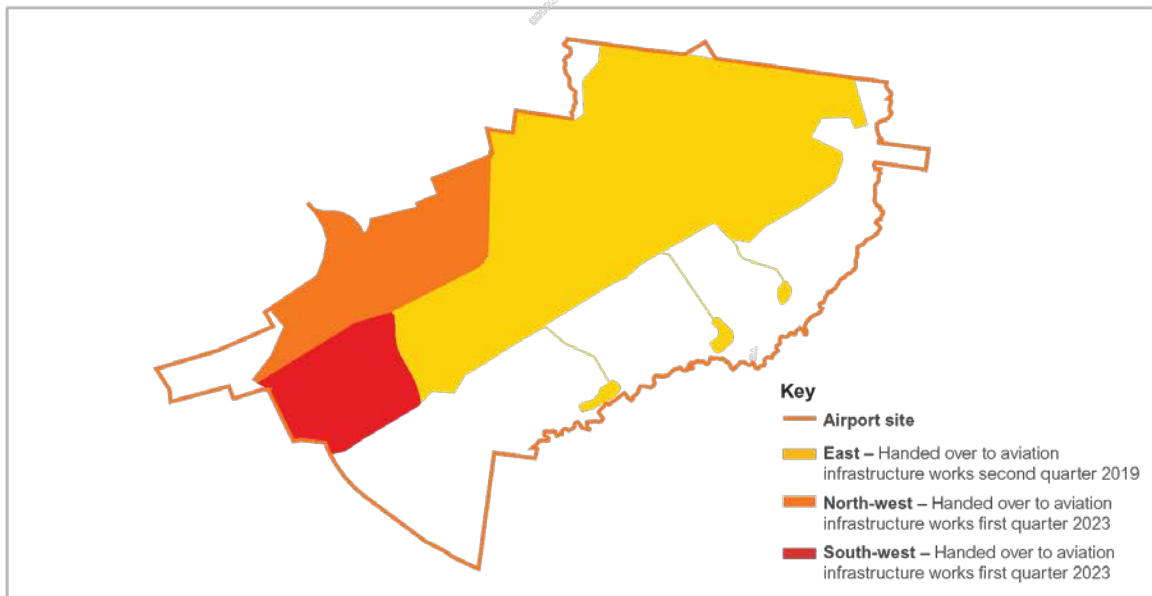 Key
Airport site
East – Handed over to aviation
infrastructure works second quarter 2019
North-west – Handed over to aviation
infrastructure works first quarter 2023
South-west – Handed over to aviation
infrastructure works first quarter 2023